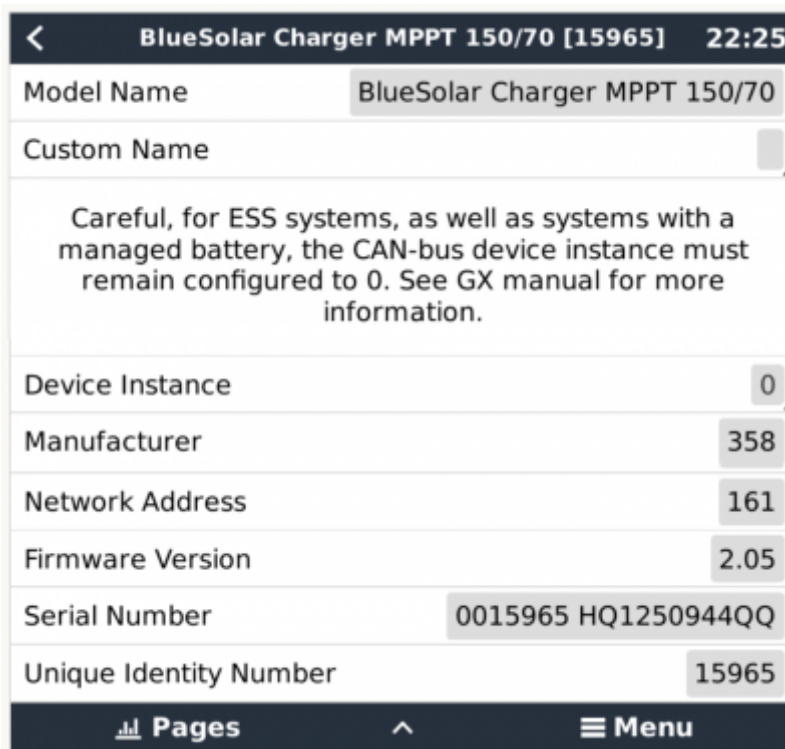 BlueSolar Charger MPPT 150/70 [15965] 22:25
Model Name BlueSolar Charger MPPT 150/70
Custom Name
Careful, for ESS systems, as well as systems with a
managed battery, the CAN-bus device instance must
remain configured to 0. See GX manual for more
information.
Device Instance 0
Manufacturer 358
Network Address 161
Firmware Version 2.05
Serial Number 0015965 HQ1250944QQ
Unique Identity Number 15965
Pages Menu